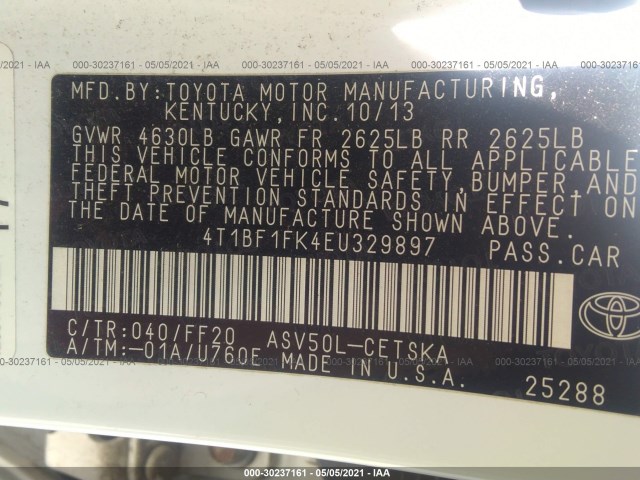 000-30237161 - 05/05/2021 - IAA
MFD.BY:TOYOTA MOTOR MANUFACTURING,
KENTUCKY, INC. 10/13
GVWR 4630LB GAWR FR 2625LB RR 2625LB
THIS VEHICLE CONFORMS TO ALL APPLICABLE
FEDERAL MOTOR VEHICLE SAFETY,BUMPER,AND
THEFT PREVENTION STANDARDS IN EFFECT ON
THE DATE OF MANUFACTURE SHOWN ABOVE.
4T1BF1FK4EU329897 PASS.CAR
C/TR:040/FF20 ASV50L-CETSKA
A/TM:-01A/U760E MADE IN U.S.A.
25288
000-30237161 - 05/05/2021 - IAA